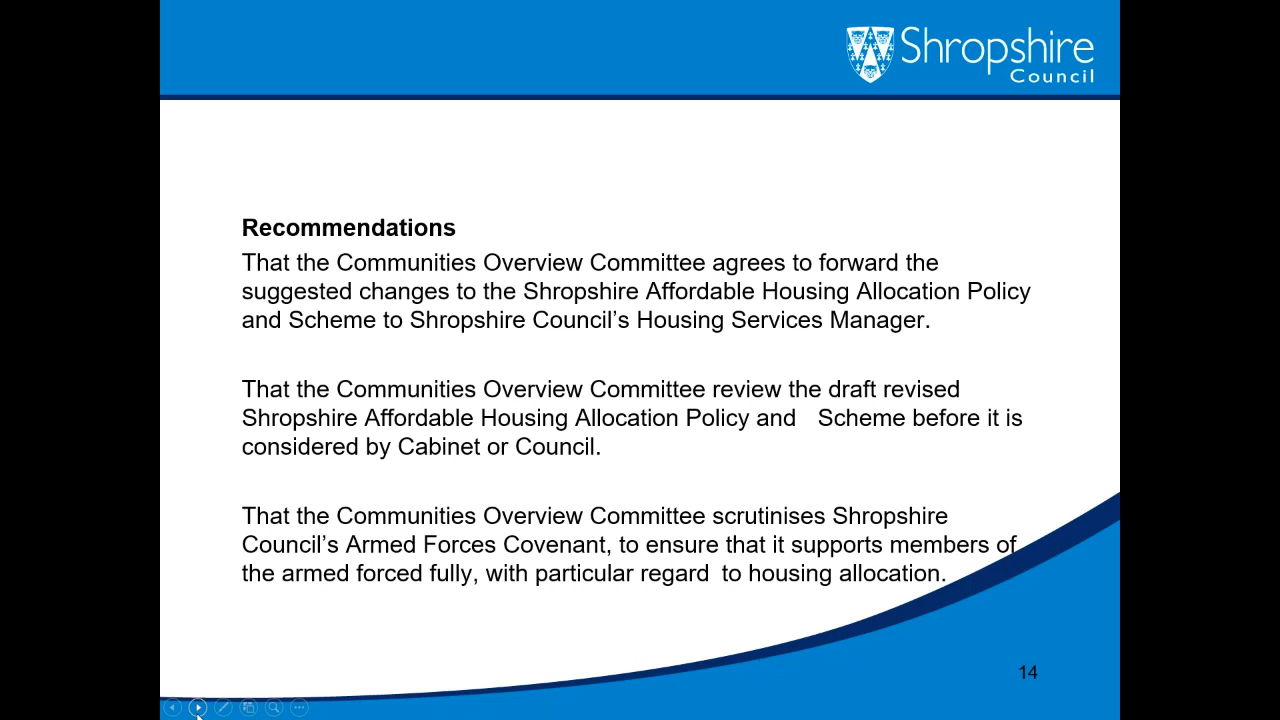 Shropshire
Council
Recommendations
That the Communities Overview Committee agrees to forward the
suggested changes to the Shropshire Affordable Housing Allocation Policy
and Scheme to Shropshire Council’s Housing Services Manager.
That the Communities Overview Committee review the draft revised
Shropshire Affordable Housing Allocation Policy and   Scheme before it is
considered by Cabinet or Council.
That the Communities Overview Committee scrutinises Shropshire
Council’s Armed Forces Covenant, to ensure that it supports members of
the armed forced fully, with particular regard  to housing allocation.
14